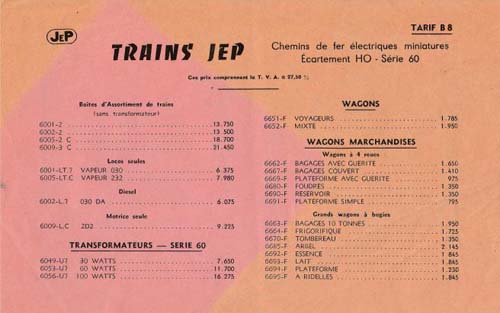 JEP
TARIF B 8
TRAINS JEP
Chemins de fer électriques miniatures
Écartement HO - Série 60
Ces prix comprennent la T. V. A. à 27,50 %
Boîtes d'Assortiment de trains
(sans transformateur)
6001-2 13.750
6002-2 13 500
6005-2 C 18.700
6009-3 C 21.450
Locos seules
6001-LT.7 VAPEUR 030 6.375
6005-LT.C VAPEUR 232 7.980
Diesel
6002-L.7 030 DA 6.075
Motrice seule
6009-L.C 2D2 9.225
TRANSFORMATEURS — SERIE 60
6049-U7 30 WATTS 7.650
6053-U7 60 WATTS 11.700
6056-U7 100 WATTS 16.275
WAGONS
6651-F VOYAGEURS 1.785
6652-F MIXTE 1.950
WAGONS MARCHANDISES
Wagons à 4 roues
6662-F BAGAGES AVEC GUERITE 1.650
6667-F BAGAGES COUVERT 1.410
6669-F PLATEFORME AVEC GUERITE 975
6680-F FOUDRES 1.350
6690-F RESERVOIR 1.350
6691-F PLATEFORME SIMPLE 795
Grands wagons à bogies
6663-F BAGAGES 10 TONNES 1.950
6664-F FRIGORIFIQUE 1.725
6670-F TOMBEREAU 1.350
6685-F ARBEL 2.145
6692-F ESSENCE 1.845
6693-F LAIT 1.845
6694-F PLATEFORME 1.230
6695-F A RIDELLES 1.845